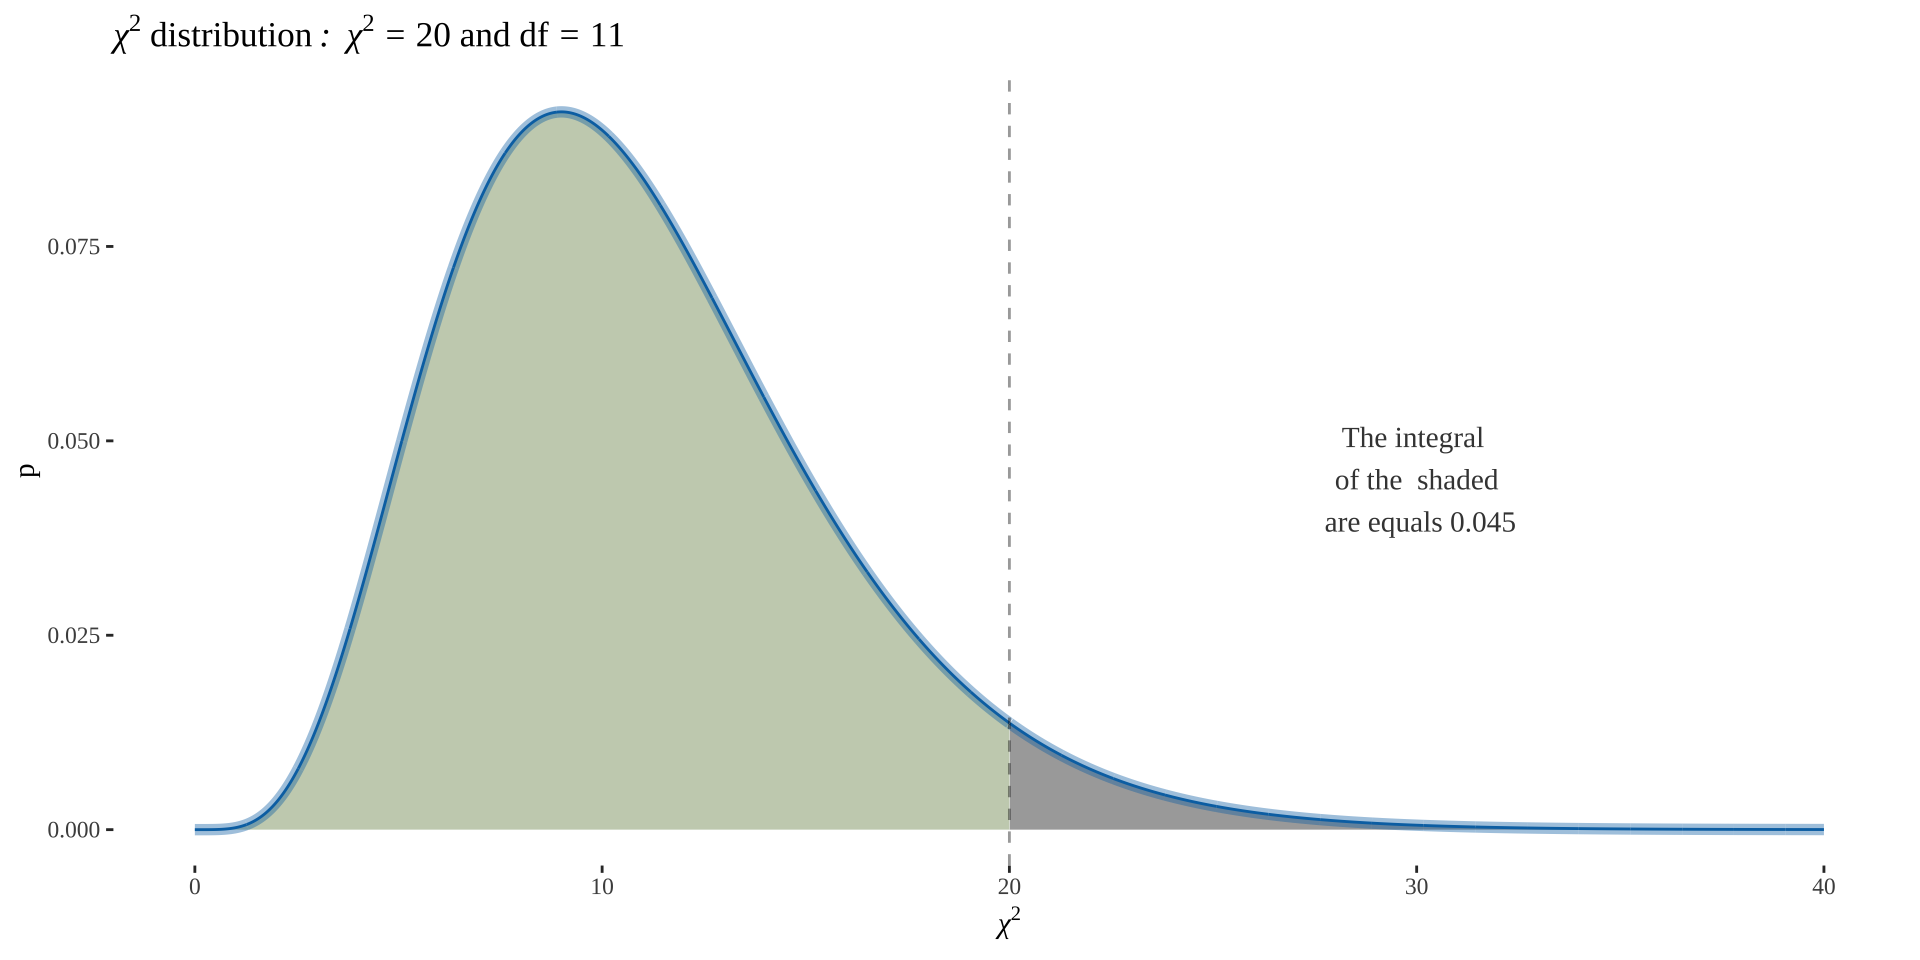 χ² distribution : χ² = 20 and df = 11
0.075
0.050
0.025
0.000
p
The integral
of the  shaded
are equals 0.045
0
10
20
30
40
χ²